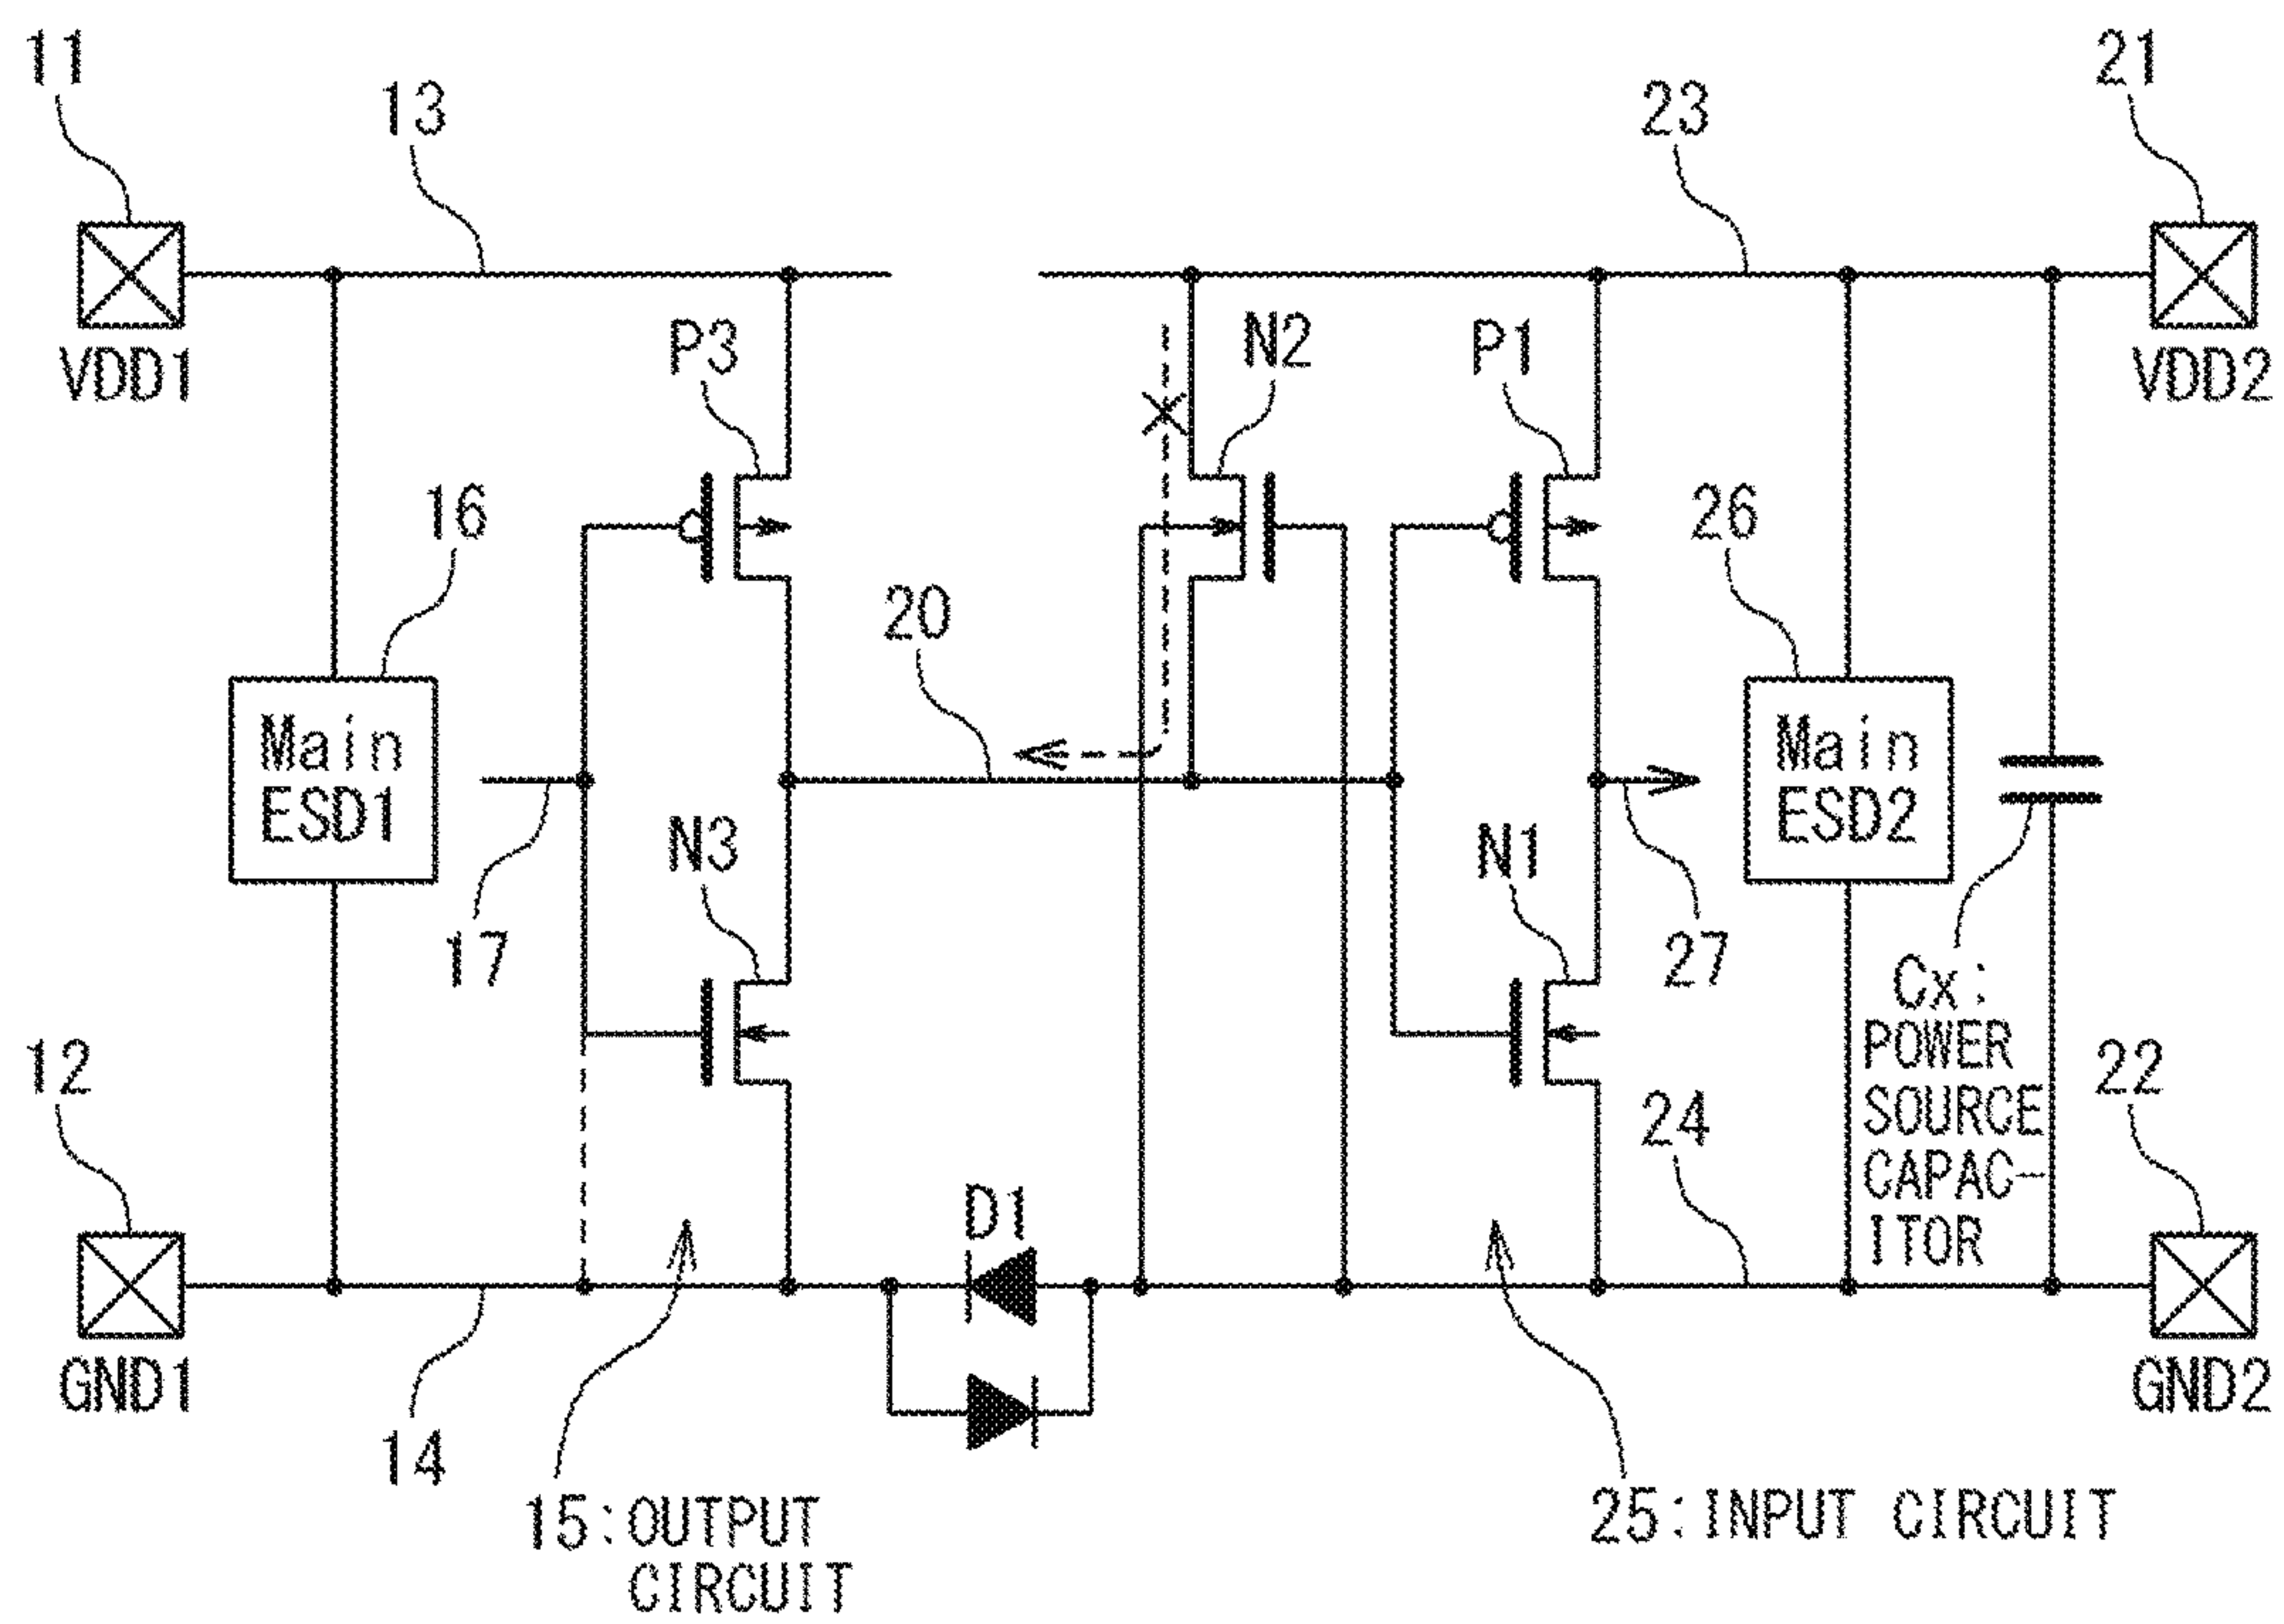 11
21
13
23
VDD1
VDD2
P3
N2
P1
16
26
20
Main
ESD1
Main
ESD2
N3
N1
17
27
Cx:
POWER
SOURCE
CAPAC-
ITOR
12
22
24
D1
GND1
GND2
14
15:OUTPUT
CIRCUIT
25:INPUT CIRCUIT